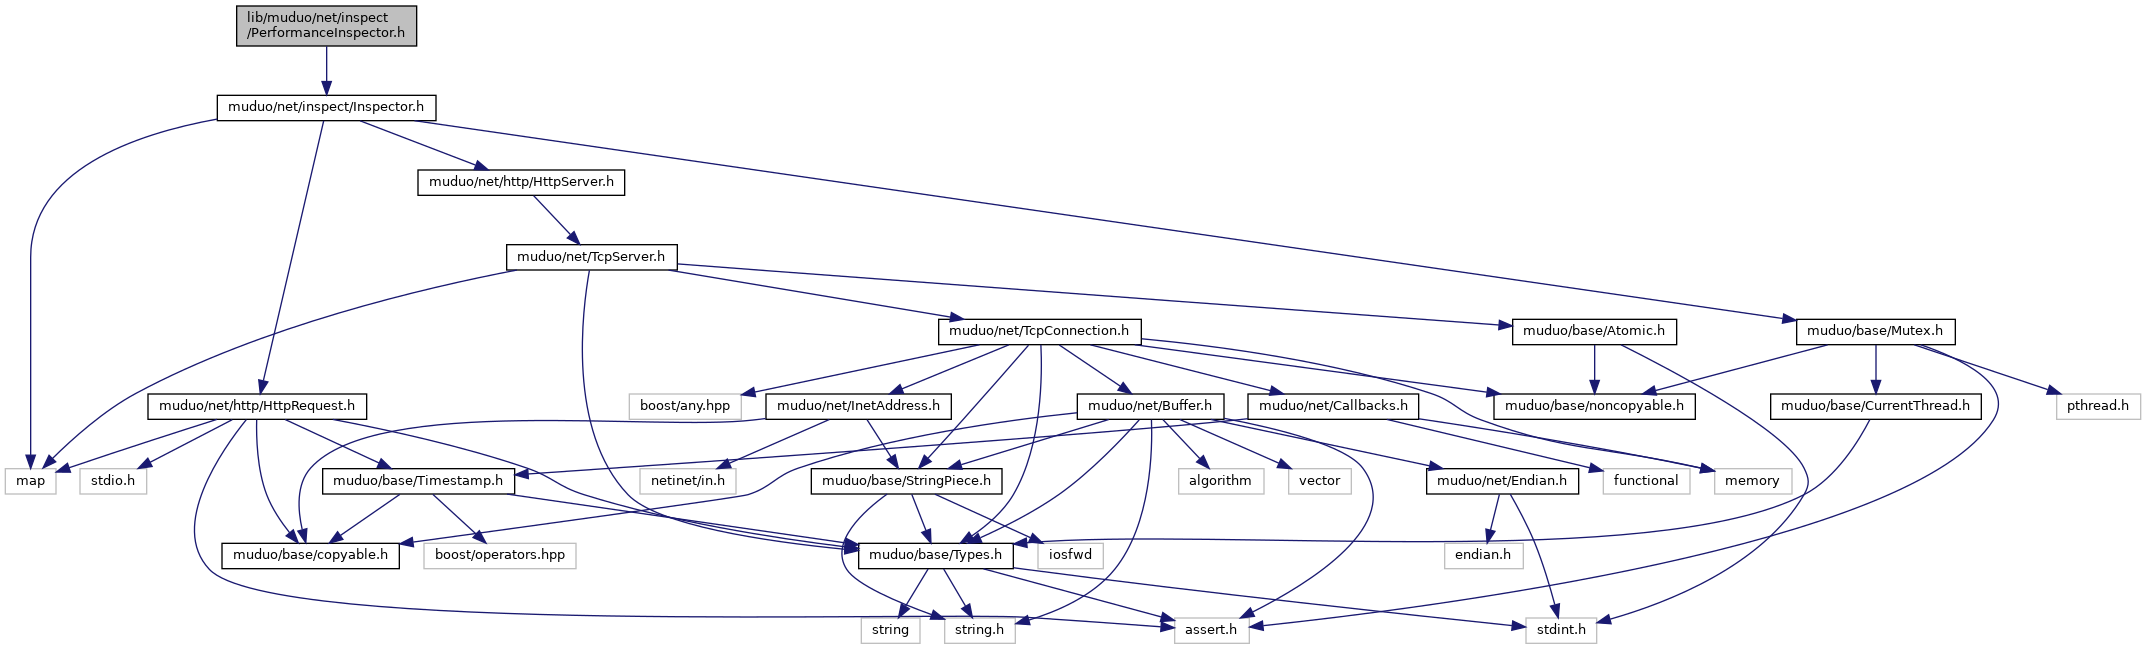 lib/muduo/net/inspect
/PerformanceInspector.h
muduo/net/inspect/Inspector.h
muduo/net/http/HttpServer.h
muduo/net/TcpServer.h
muduo/net/TcpConnection.h
muduo/base/Atomic.h
muduo/base/Mutex.h
muduo/net/http/HttpRequest.h
boost/any.hpp
muduo/net/InetAddress.h
muduo/net/Buffer.h
muduo/net/Callbacks.h
muduo/base/noncopyable.h
muduo/base/CurrentThread.h
pthread.h
map
stdio.h
muduo/base/Timestamp.h
netinet/in.h
muduo/base/StringPiece.h
algorithm
vector
muduo/net/Endian.h
functional
memory
muduo/base/copyable.h
boost/operators.hpp
muduo/base/Types.h
iosfwd
endian.h
string
string.h
assert.h
stdint.h